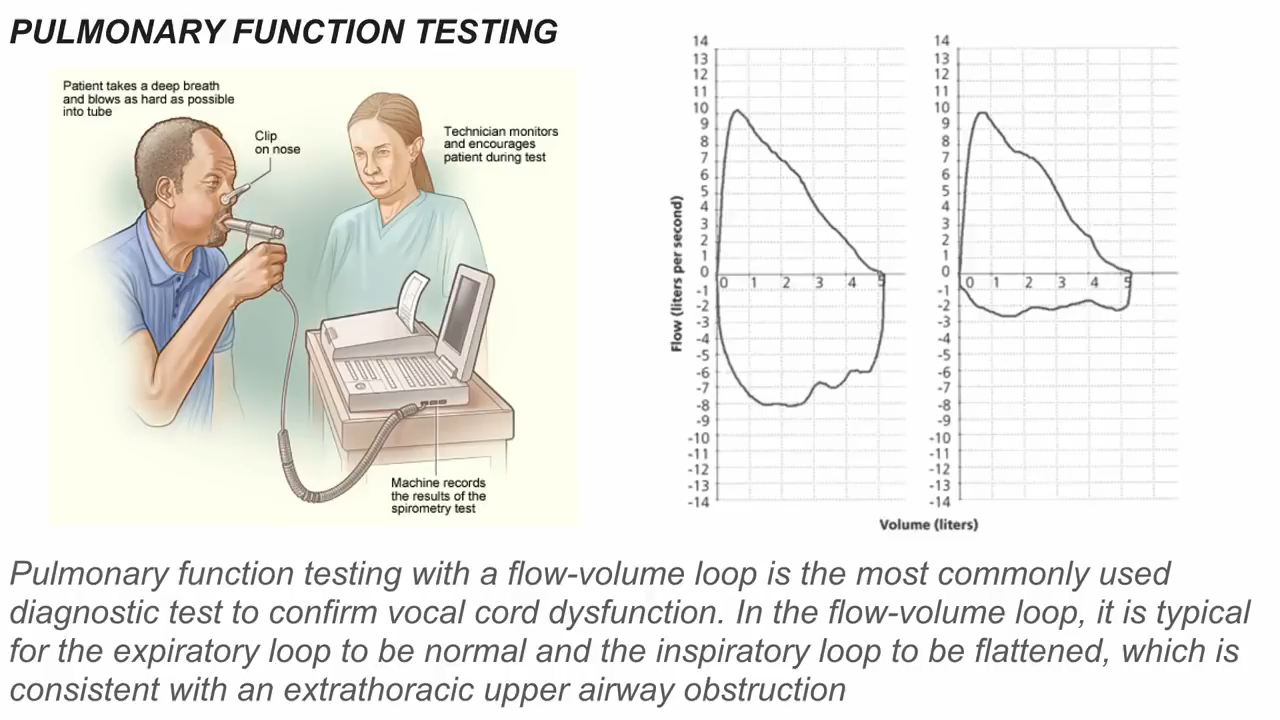 PULMONARY FUNCTION TESTING
Patient takes a deep breath
and blows as hard as possible
into tube
Clip
on nose
Technician monitors
and encourages
patient during test
Machine records
the results of the
spirometry test
Flow (liters per second)
14
13
12
11
10
9
8
7
6
5
4
3
2
1
0
-1
-2
-3
-4
-5
-6
-7
-8
-9
-10
-11
-12
-13
-14
0 1 2 3 4 5
14
13
12
11
10
9
8
7
6
5
4
3
2
1
0
-1
-2
-3
-4
-5
-6
-7
-8
-9
-10
-11
-12
-13
-14
0 1 2 3 4 5
Volume (liters)
Pulmonary function testing with a flow-volume loop is the most commonly used
diagnostic test to confirm vocal cord dysfunction. In the flow-volume loop, it is typical
for the expiratory loop to be normal and the inspiratory loop to be flattened, which is
consistent with an extrathoracic upper airway obstruction